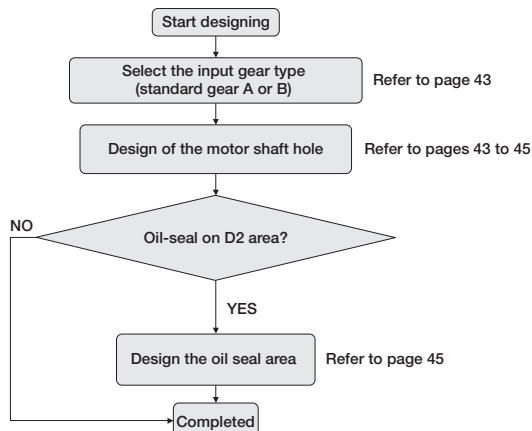 Start designing
Select the input gear type
(standard gear A or B)
Refer to page 43
Design of the motor shaft hole
Refer to pages 43 to 45
NO
Oil-seal on D2 area?
YES
Design the oil seal area
Refer to page 45
Completed